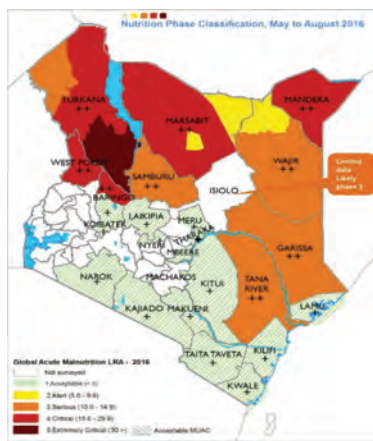 Nutrition Phase Classification, May to August 2016
TURKANA
++
MARSABIT
++
MANDERA
++
WEST POKOT
++
SAMBURU
++
WAJIR
++
Limited
data
Likely
phase 3
ISIOLO
BARINGO
++
LAIKIPIA
+
MERU
+
KOIBATEK
+
NYERI
THARAKA
+
MBEERE
+
GARISSA
++
NAROK
+
MACHAKOS
KITUI
+
TANA
RIVER
++
LAMU
+
KAJIADO
+
MAKUENI
+
TAITA TAVETA
+
KILIFI
+
KWALE
+
Global Acute Malnutrition LRA - 2016
Not surveyed
1.Acceptable (< 5)
2.Alert (5.0 - 9.9)
3.Serious (10.0 - 14.9)
4.Critical (15.0 - 29.9)
5.Extremely Critical (30 >)
Acceptable MUAC